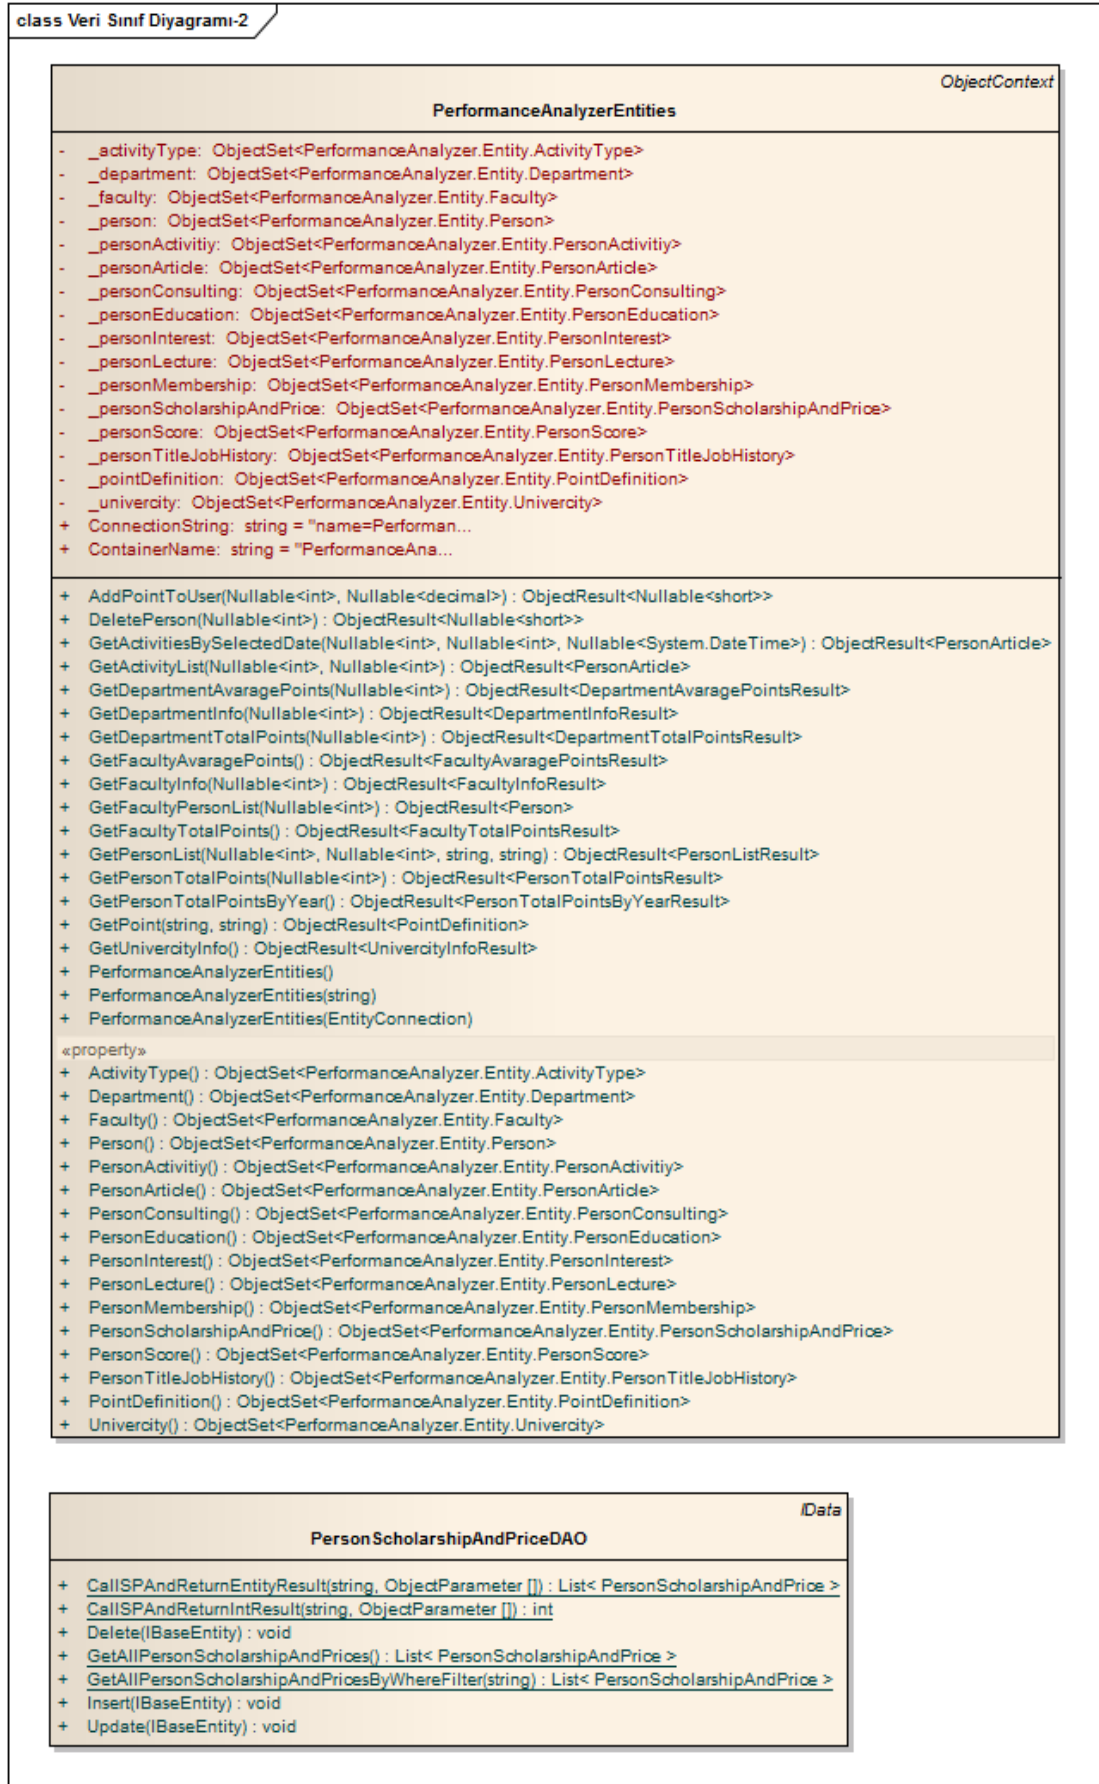 class Veri Sınıf Diyagramı-2
ObjectContext
PerformanceAnalyzerEntities
- _activityType: ObjectSet<PerformanceAnalyzer.Entity.ActivityType>
- _department: ObjectSet<PerformanceAnalyzer.Entity.Department>
- _faculty: ObjectSet<PerformanceAnalyzer.Entity.Faculty>
- _person: ObjectSet<PerformanceAnalyzer.Entity.Person>
- _personActivitiy: ObjectSet<PerformanceAnalyzer.Entity.PersonActivitiy>
- _personArticle: ObjectSet<PerformanceAnalyzer.Entity.PersonArticle>
- _personConsulting: ObjectSet<PerformanceAnalyzer.Entity.PersonConsulting>
- _personEducation: ObjectSet<PerformanceAnalyzer.Entity.PersonEducation>
- _personInterest: ObjectSet<PerformanceAnalyzer.Entity.PersonInterest>
- _personLecture: ObjectSet<PerformanceAnalyzer.Entity.PersonLecture>
- _personMembership: ObjectSet<PerformanceAnalyzer.Entity.PersonMembership>
- _personScholarshipAndPrice: ObjectSet<PerformanceAnalyzer.Entity.PersonScholarshipAndPrice>
- _personScore: ObjectSet<PerformanceAnalyzer.Entity.PersonScore>
- _personTitleJobHistory: ObjectSet<PerformanceAnalyzer.Entity.PersonTitleJobHistory>
- _pointDefinition: ObjectSet<PerformanceAnalyzer.Entity.PointDefinition>
- _univercity: ObjectSet<PerformanceAnalyzer.Entity.Univercity>
+ ConnectionString: string = "name=Performan...
+ ContainerName: string = "PerformanceAna...
+ AddPointToUser(Nullable<int>, Nullable<decimal>) : ObjectResult<Nullable<short>>
+ DeletePerson(Nullable<int>) : ObjectResult<Nullable<short>>
+ GetActivitiesBySelectedDate(Nullable<int>, Nullable<int>, Nullable<System.DateTime>) : ObjectResult<PersonArticle>
+ GetActivityList(Nullable<int>, Nullable<int>) : ObjectResult<PersonArticle>
+ GetDepartmentAvaragePoints(Nullable<int>) : ObjectResult<DepartmentAvaragePointsResult>
+ GetDepartmentInfo(Nullable<int>) : ObjectResult<DepartmentInfoResult>
+ GetDepartmentTotalPoints(Nullable<int>) : ObjectResult<DepartmentTotalPointsResult>
+ GetFacultyAvaragePoints() : ObjectResult<FacultyAvaragePointsResult>
+ GetFacultyInfo(Nullable<int>) : ObjectResult<FacultyInfoResult>
+ GetFacultyPersonList(Nullable<int>) : ObjectResult<Person>
+ GetFacultyTotalPoints() : ObjectResult<FacultyTotalPointsResult>
+ GetPersonList(Nullable<int>, Nullable<int>, string, string) : ObjectResult<PersonListResult>
+ GetPersonTotalPoints(Nullable<int>) : ObjectResult<PersonTotalPointsResult>
+ GetPersonTotalPointsByYear() : ObjectResult<PersonTotalPointsByYearResult>
+ GetPoint(string, string) : ObjectResult<PointDefinition>
+ GetUnivercityInfo() : ObjectResult<UnivercityInfoResult>
+ PerformanceAnalyzerEntities()
+ PerformanceAnalyzerEntities(string)
+ PerformanceAnalyzerEntities(EntityConnection)
«property»
+ ActivityType() : ObjectSet<PerformanceAnalyzer.Entity.ActivityType>
+ Department() : ObjectSet<PerformanceAnalyzer.Entity.Department>
+ Faculty() : ObjectSet<PerformanceAnalyzer.Entity.Faculty>
+ Person() : ObjectSet<PerformanceAnalyzer.Entity.Person>
+ PersonActivitiy() : ObjectSet<PerformanceAnalyzer.Entity.PersonActivitiy>
+ PersonArticle() : ObjectSet<PerformanceAnalyzer.Entity.PersonArticle>
+ PersonConsulting() : ObjectSet<PerformanceAnalyzer.Entity.PersonConsulting>
+ PersonEducation() : ObjectSet<PerformanceAnalyzer.Entity.PersonEducation>
+ PersonInterest() : ObjectSet<PerformanceAnalyzer.Entity.PersonInterest>
+ PersonLecture() : ObjectSet<PerformanceAnalyzer.Entity.PersonLecture>
+ PersonMembership() : ObjectSet<PerformanceAnalyzer.Entity.PersonMembership>
+ PersonScholarshipAndPrice() : ObjectSet<PerformanceAnalyzer.Entity.PersonScholarshipAndPrice>
+ PersonScore() : ObjectSet<PerformanceAnalyzer.Entity.PersonScore>
+ PersonTitleJobHistory() : ObjectSet<PerformanceAnalyzer.Entity.PersonTitleJobHistory>
+ PointDefinition() : ObjectSet<PerformanceAnalyzer.Entity.PointDefinition>
+ Univercity() : ObjectSet<PerformanceAnalyzer.Entity.Univercity>
IData
PersonScholarshipAndPriceDAO
+ CallSPAndReturnEntityResult(string, ObjectParameter []) : List< PersonScholarshipAndPrice >
+ CallSPAndReturnIntResult(string, ObjectParameter []) : int
+ Delete(IBaseEntity) : void
+ GetAllPersonScholarshipAndPrices() : List< PersonScholarshipAndPrice >
+ GetAllPersonScholarshipAndPricesByWhereFilter(string) : List< PersonScholarshipAndPrice >
+ Insert(IBaseEntity) : void
+ Update(IBaseEntity) : void